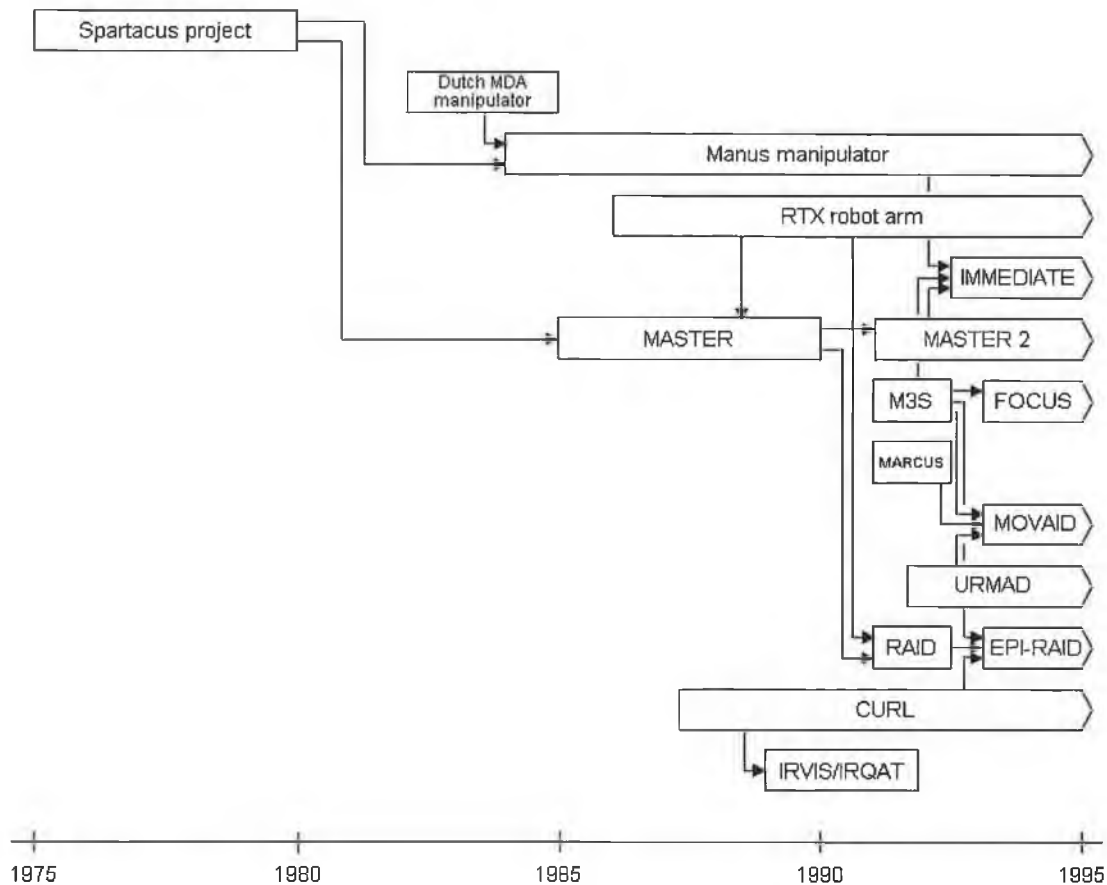 Spartacus project
Dutch MDA
manipulator
Manus manipulator
RTX robot arm
IMMEDIATE
MASTER
MASTER 2
M3S
FOCUS
MARCUS
MOVAID
URMAD
RAID
EPI-RAID
CURL
IRVIS/IRQAT
1975
1980
1985
1990
1995